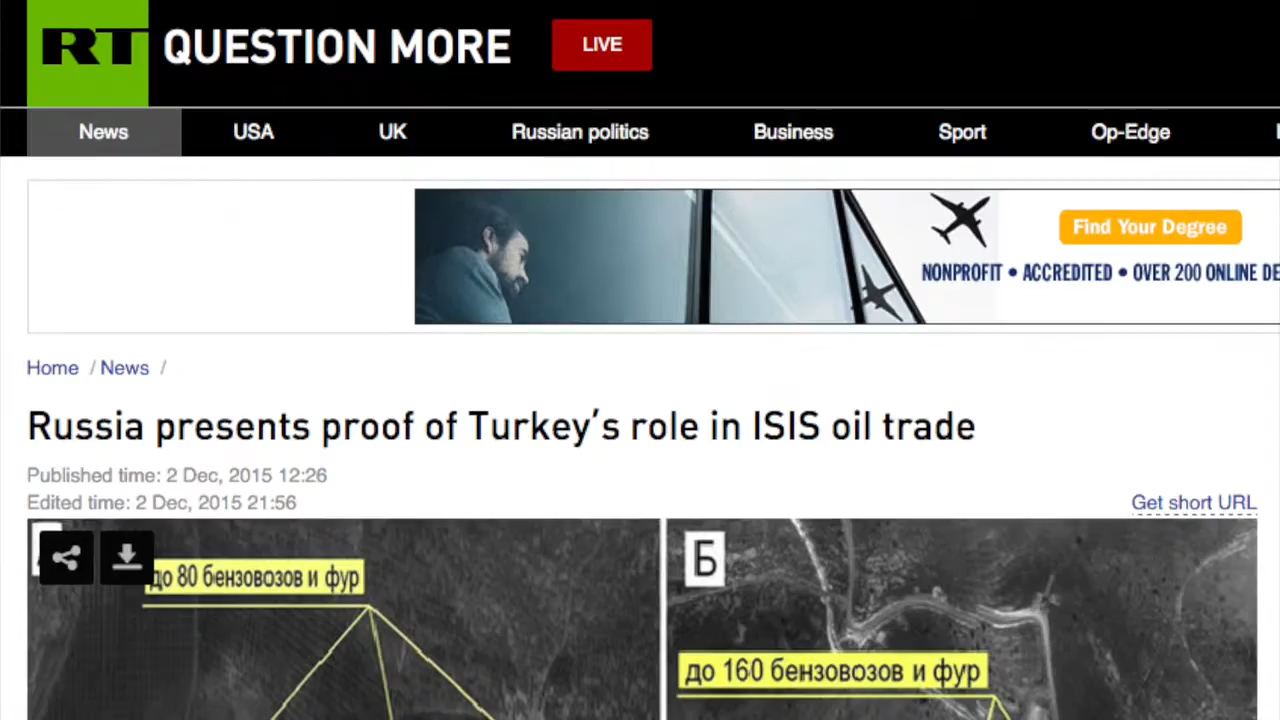 RT QUESTION MORE LIVE
News USA UK Russian politics Business Sport Op-Edge
Find Your Degree
NONPROFIT • ACCREDITED • OVER 200 ONLINE DE
Home / News /
Russia presents proof of Turkey’s role in ISIS oil trade
Published time: 2 Dec, 2015 12:26
Edited time: 2 Dec, 2015 21:56
Get short URL
до 80 бензовозов и фур
Б
до 160 бензовозов и фур